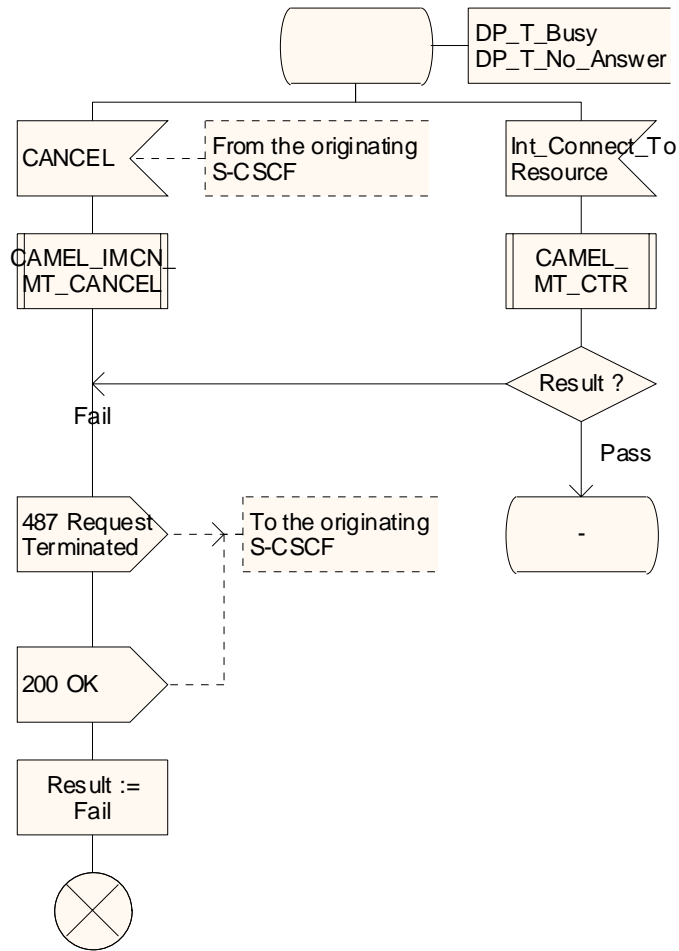 DP_T_Busy
DP_T_No_Answer
CANCEL
From the originating
S-CSCF
Int_Connect_To
Resource
CAMEL_IMCN_
MT_CANCEL
CAMEL_
MT_CTR
Result ?
Fail
Pass
487 Request
Terminated
To the originating
S-CSCF
-
200 OK
Result :=
Fail